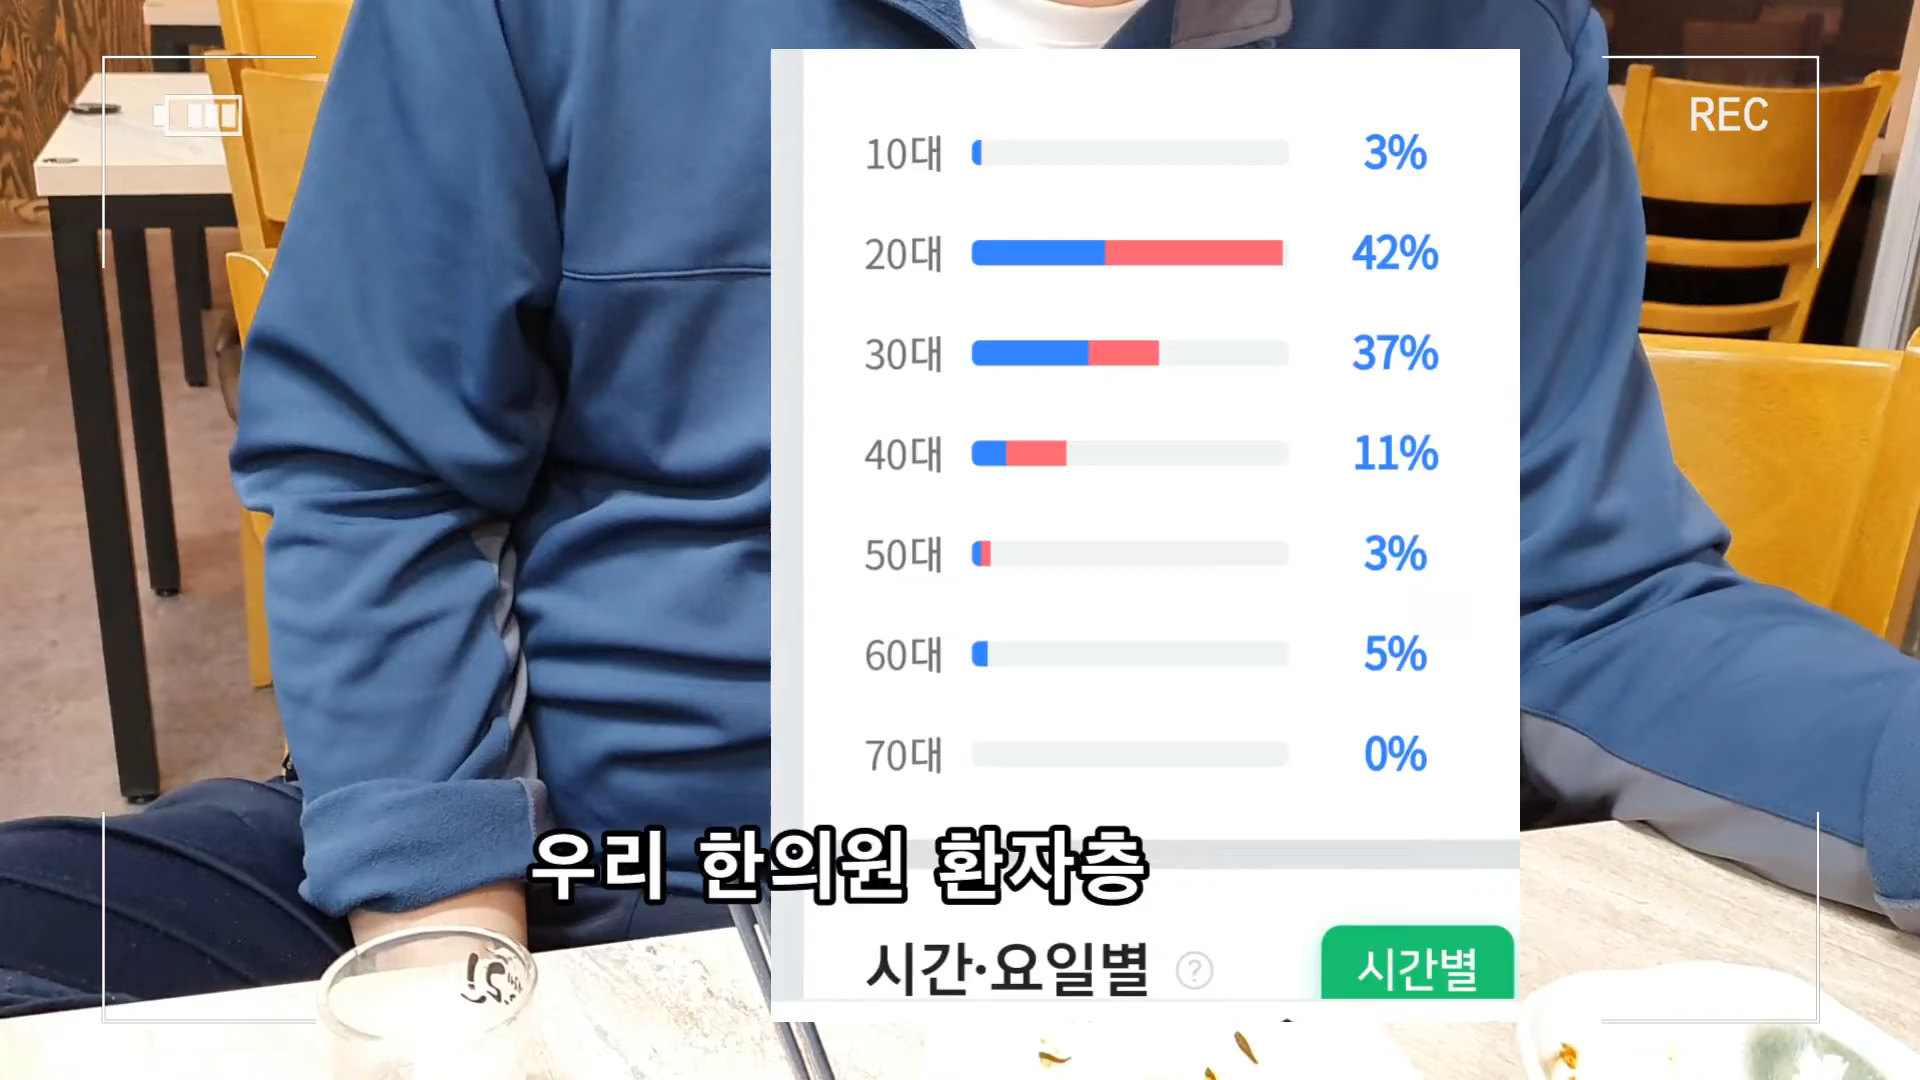 REC
10대 3%
20대 42%
30대 37%
40대 11%
50대 3%
60대 5%
70대 0%
우리 한의원 환자층
시간·요일별 ? 시간별